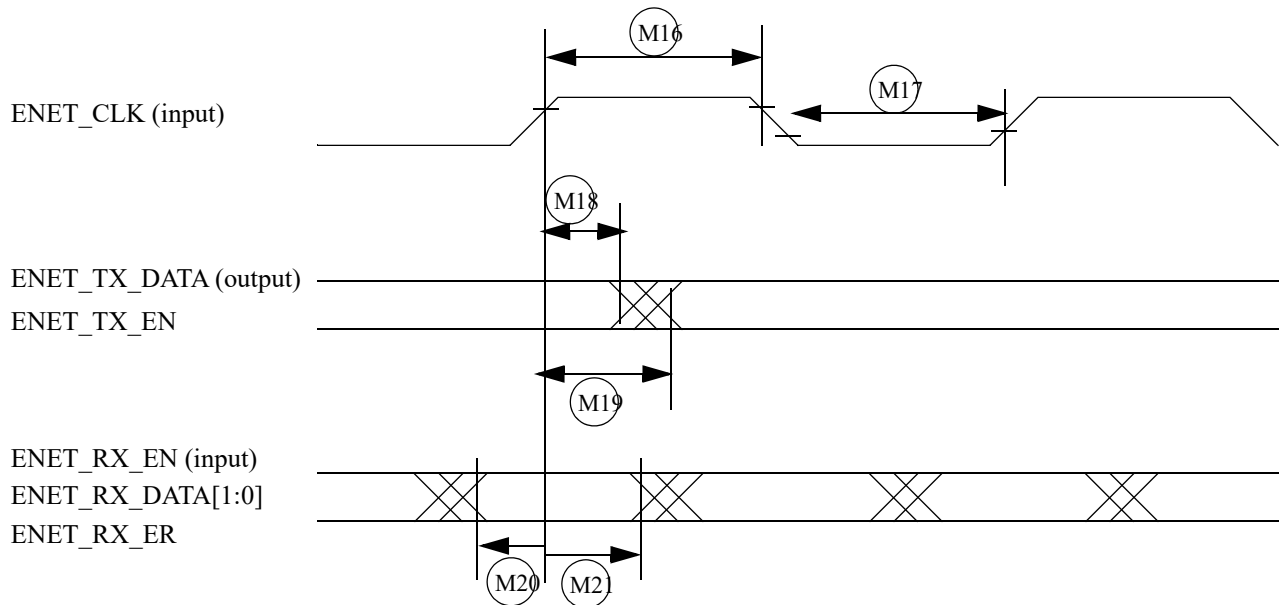 M16
M17
ENET_CLK (input)
M18
ENET_TX_DATA (output)
ENET_TX_EN
M19
ENET_RX_EN (input)
ENET_RX_DATA[1:0]
ENET_RX_ER
M20
M21